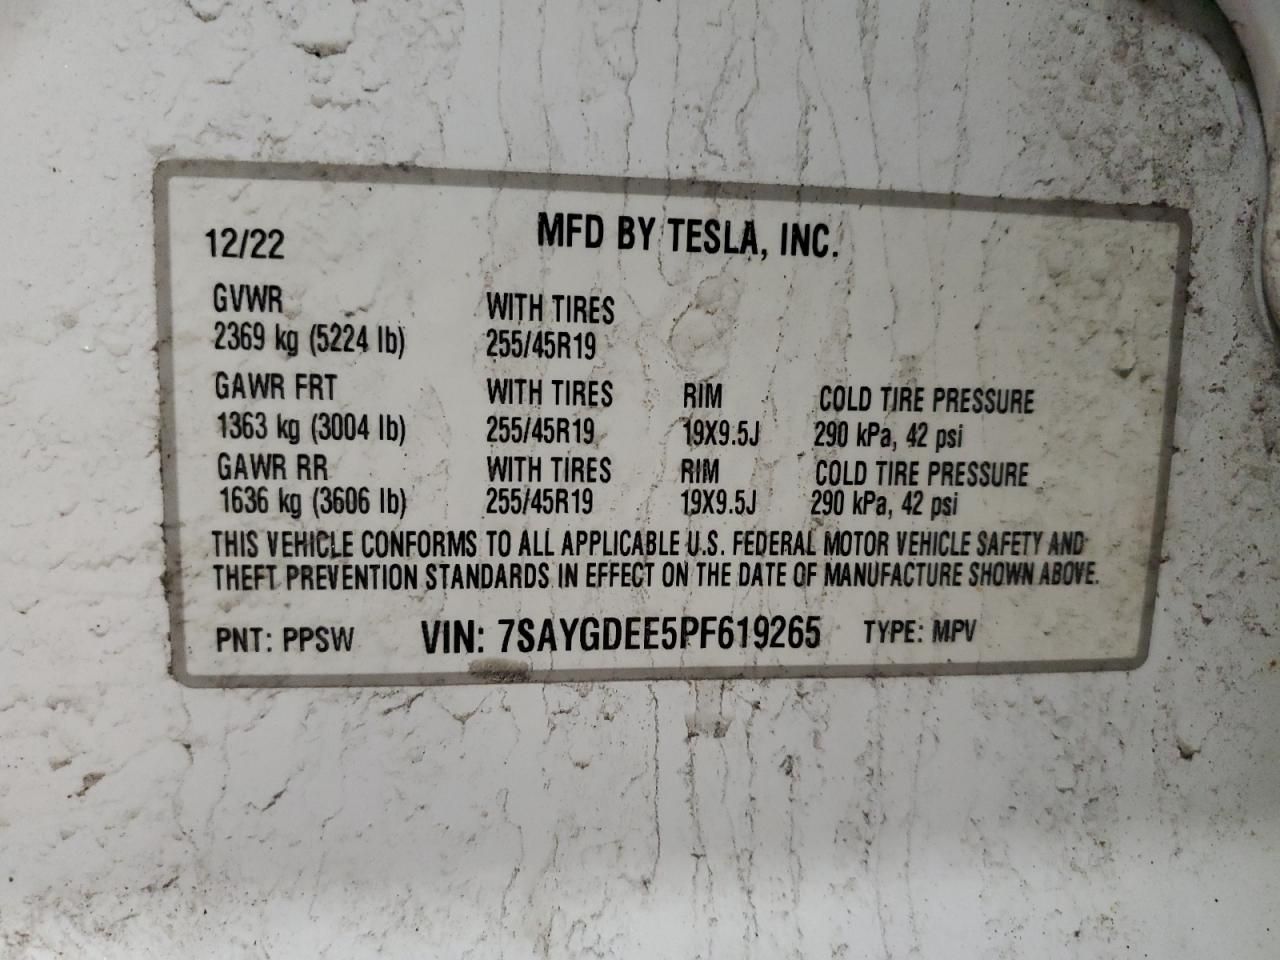 12/22 MFD BY TESLA, INC.
GVWR WITH TIRES
2369 kg (5224 lb) 255/45R19
GAWR FRT WITH TIRES RIM COLD TIRE PRESSURE
1363 kg (3004 lb) 255/45R19 19X9.5J 290 kPa, 42 psi
GAWR RR WITH TIRES RIM COLD TIRE PRESSURE
1636 kg (3606 lb) 255/45R19 19X9.5J 290 kPa, 42 psi
THIS VEHICLE CONFORMS TO ALL APPLICABLE U.S. FEDERAL MOTOR VEHICLE SAFETY AND
THEFT PREVENTION STANDARDS IN EFFECT ON THE DATE OF MANUFACTURE SHOWN ABOVE.
PNT: PPSW VIN: 7SAYGDEE5PF619265 TYPE: MPV